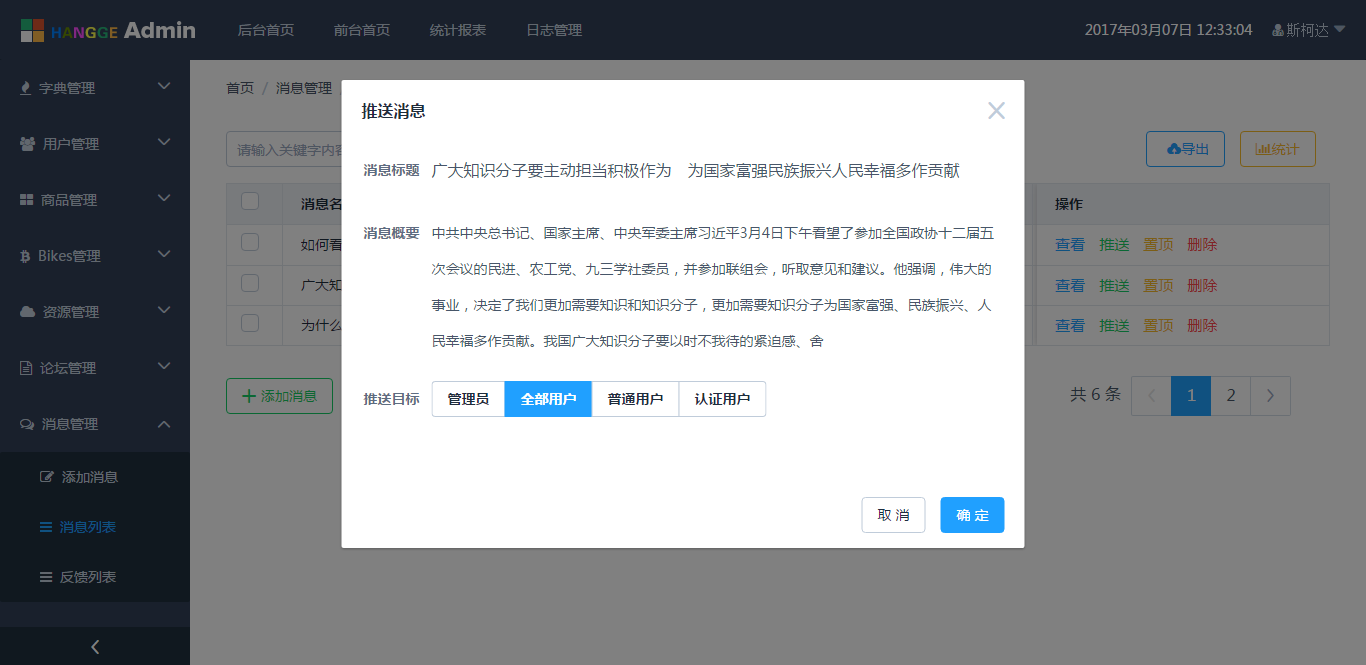 HANGGE Admin
后台首页
前台首页
统计报表
日志管理
2017年03月07日 12:33:04
斯柯达
字典管理
用户管理
商品管理
Bikes管理
资源管理
论坛管理
消息管理
添加消息
消息列表
反馈列表
首页 / 消息管理
请输入关键字内容
导出
统计
消息名
操作
如何看
查看 推送 置顶 删除
广大知
查看 推送 置顶 删除
为什么
查看 推送 置顶 删除
添加消息
共 6 条
1
2
推送消息
消息标题 广大知识分子要主动担当积极作为　为国家富强民族振兴人民幸福多作贡献
消息概要 中共中央总书记、国家主席、中央军委主席习近平3月4日下午看望了参加全国政协十二届五
次会议的民进、农工党、九三学社委员，并参加联组会，听取意见和建议。他强调，伟大的
事业，决定了我们更加需要知识和知识分子，更加需要知识分子为国家富强、民族振兴、人
民幸福多作贡献。我国广大知识分子要以时不我待的紧迫感、舍
推送目标 管理员 全部用户 普通用户 认证用户
取 消
确 定